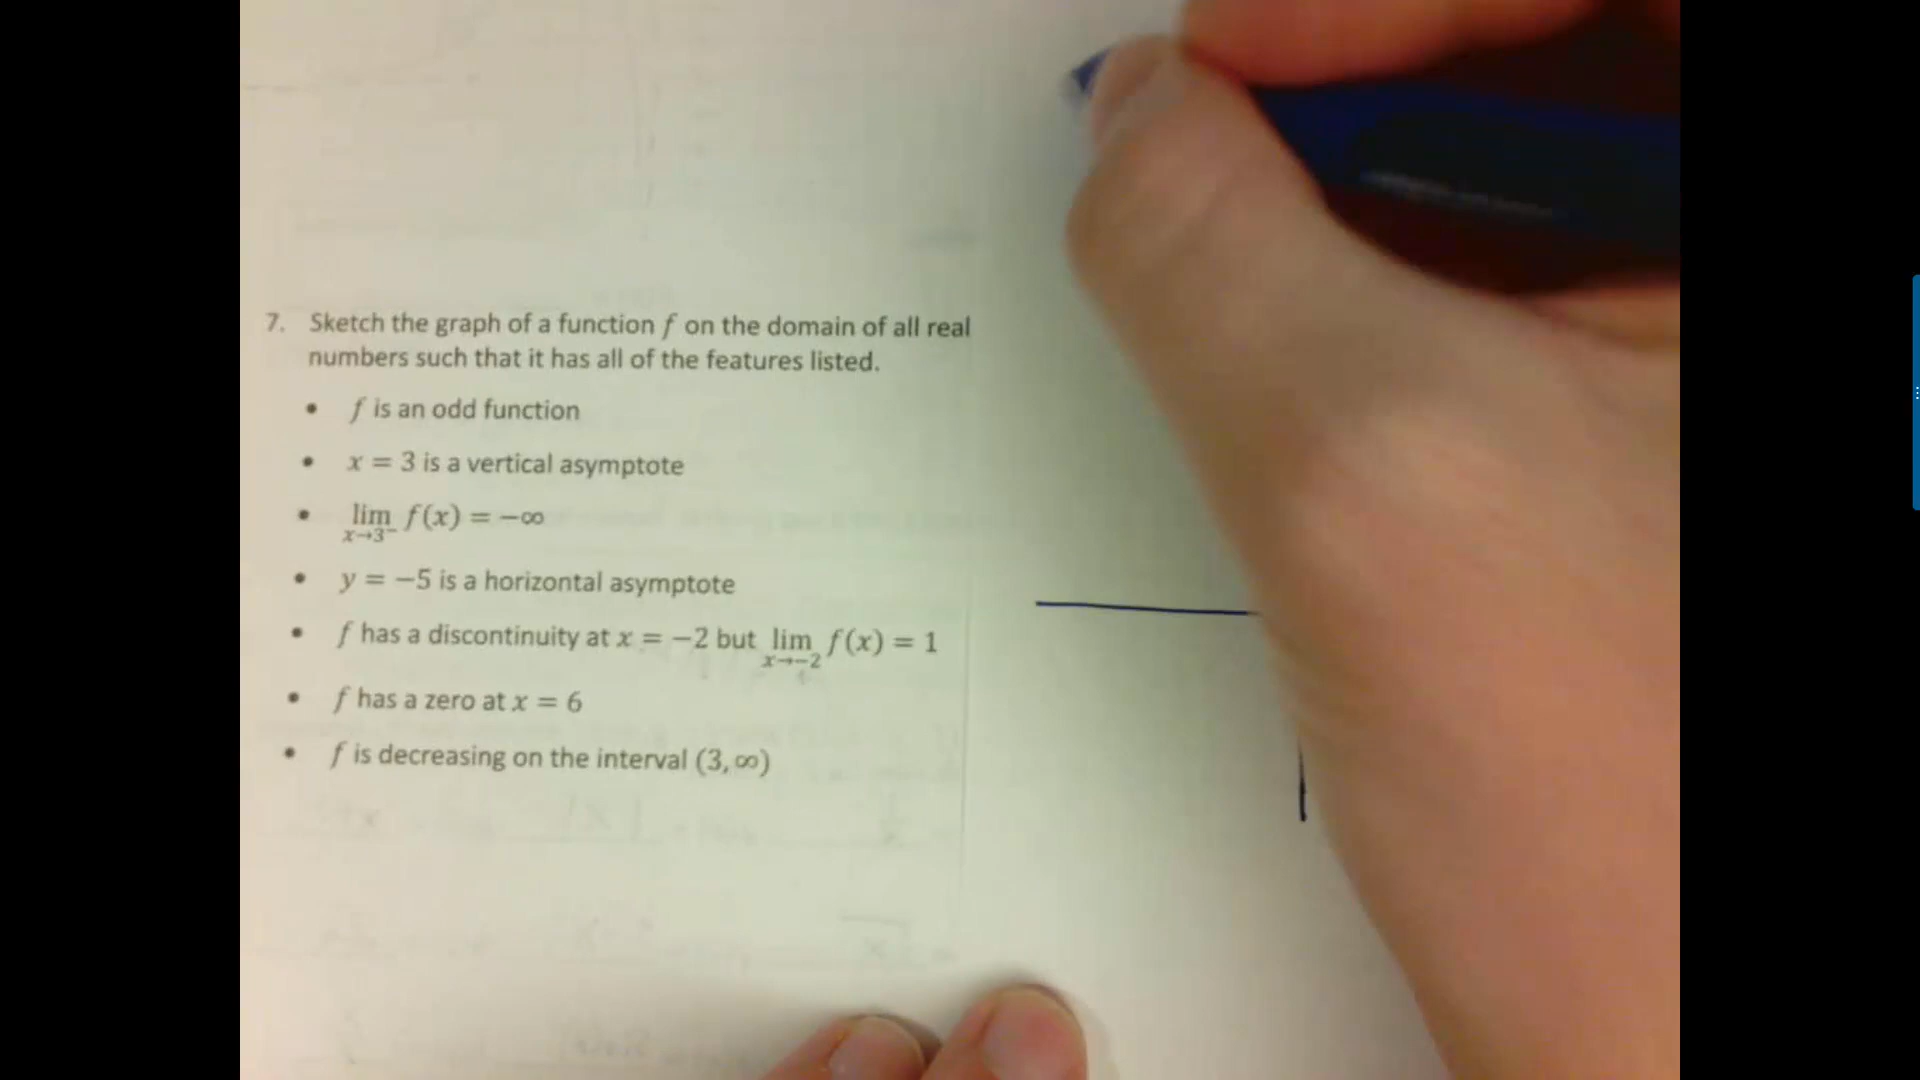 7. Sketch the graph of a function f on the domain of all real
numbers such that it has all of the features listed.
• f is an odd function
• x = 3 is a vertical asymptote
• lim f(x) = −∞
x→3⁻
• y = −5 is a horizontal asymptote
• f has a discontinuity at x = −2 but lim f(x) = 1
x→−2
• f has a zero at x = 6
• f is decreasing on the interval (3, ∞)